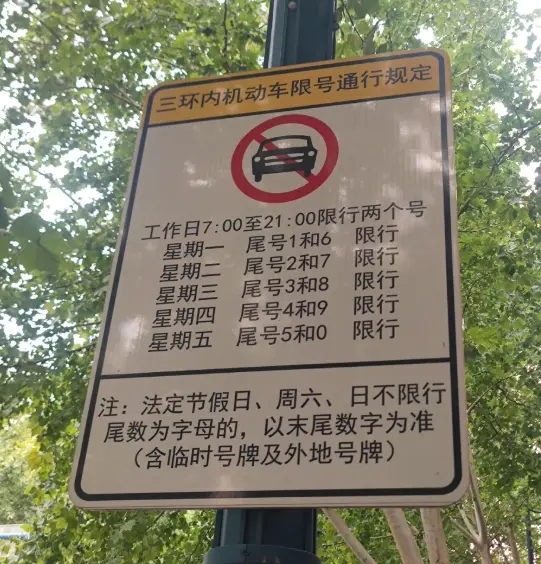 三环内机动车限号通行规定
工作日7:00至21:00限行两个号
星期一 尾号1和6 限行
星期二 尾号2和7 限行
星期三 尾号3和8 限行
星期四 尾号4和9 限行
星期五 尾号5和0 限行
注：法定节假日、周六、日不限行
尾数为字母的，以末尾数字为准
（含临时号牌及外地号牌）